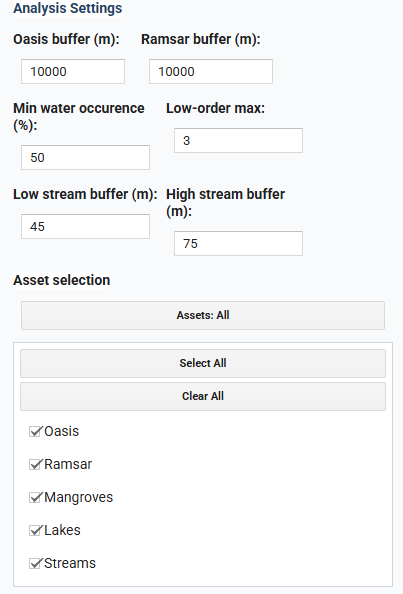 Analysis Settings
Oasis buffer (m): Ramsar buffer (m):
10000 10000
Min water occurence (%): Low-order max:
50 3
Low stream buffer (m): High stream buffer (m):
45 75
Asset selection
Assets: All
Select All
Clear All
Oasis
Ramsar
Mangroves
Lakes
Streams